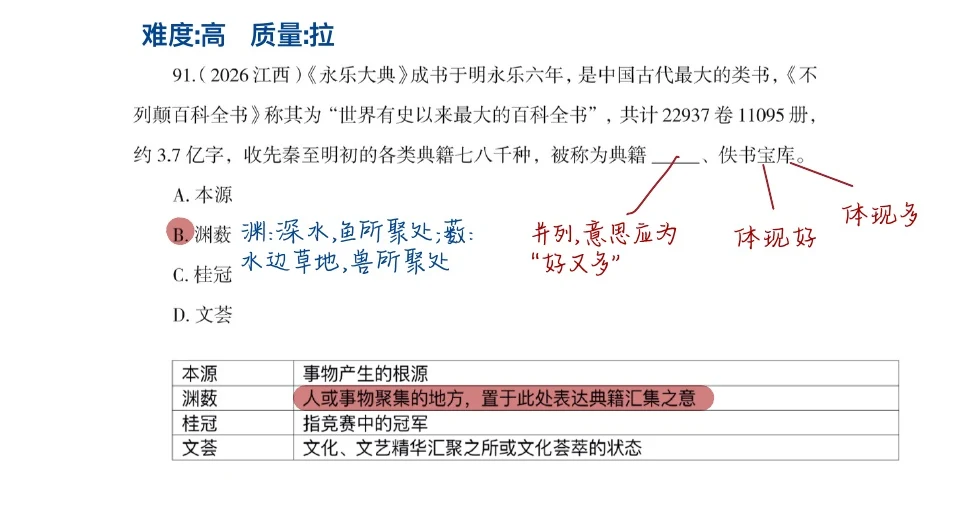 难度:高 质量:拉
91.（2026江西）《永乐大典》成书于明永乐六年，是中国古代最大的类书，《不
列颠百科全书》称其为“世界有史以来最大的百科全书”，共计22937卷11095册，
约3.7亿字，收先秦至明初的各类典籍七八千种，被称为典籍______、佚书宝库。
A. 本源
B. 渊薮
渊:深水,鱼所聚处;薮:
水边草地,兽所聚处
并列,意思应为
“好又多”
体现好
体现多
C. 桂冠
D. 文荟
本源 事物产生的根源
渊薮 人或事物聚集的地方，置于此处表达典籍汇集之意
桂冠 指竞赛中的冠军
文荟 文化、文艺精华汇聚之所或文化荟萃的状态